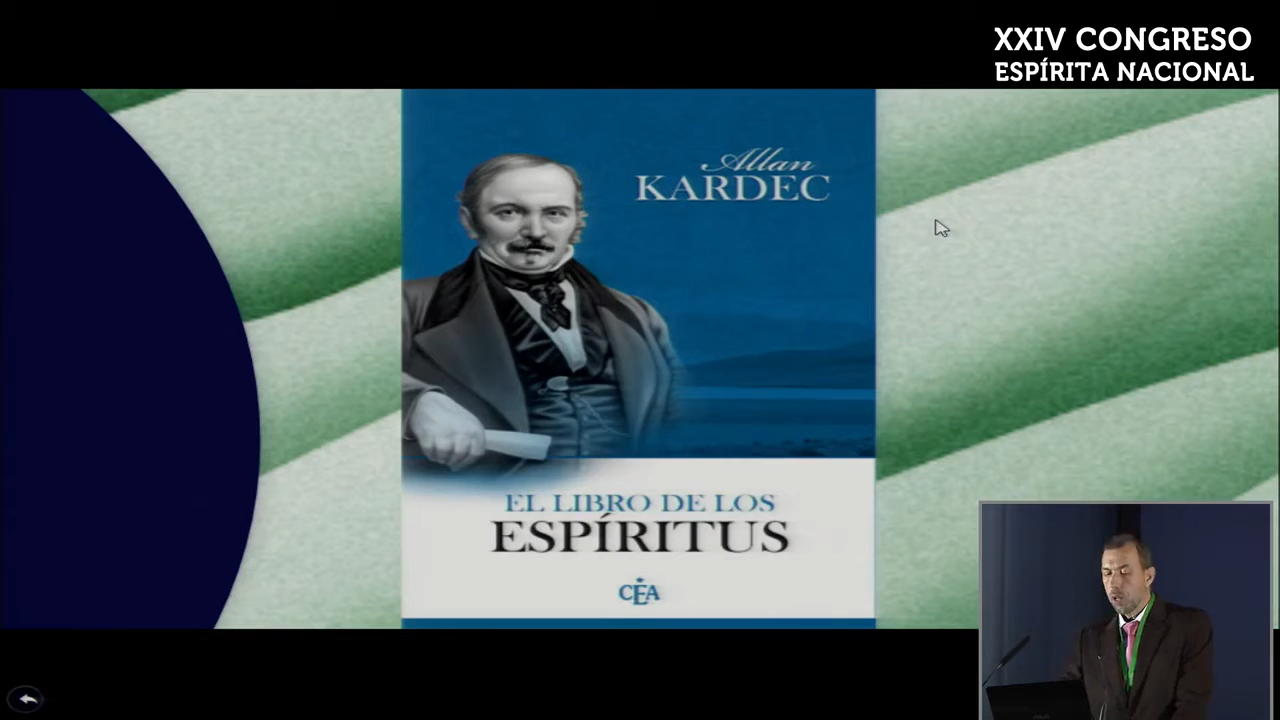 XXIV CONGRESO
ESPÍRITA NACIONAL
Allan
KARDEC
EL LIBRO DE LOS
ESPÍRITUS
CEA